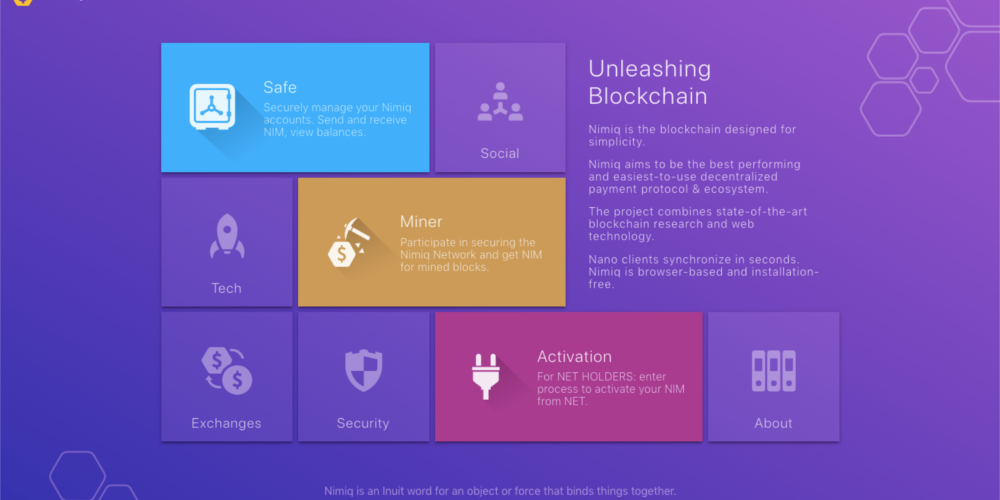 Safe
Securely manage your Nimiq
accounts. Send and receive
NIM, view balances.
Social
Unleashing
Blockchain
Nimiq is the blockchain designed for
simplicity.
Nimiq aims to be the best performing
and easiest-to-use decentralized
payment protocol & ecosystem.
The project combines state-of-the-art
blockchain research and web
technology.
Nano clients synchronize in seconds.
Nimiq is browser-based and installation-
free.
Tech
Miner
Participate in securing the
Nimiq Network and get NIM
for mined blocks.
Exchanges
Security
Activation
For NET HOLDERS: enter
process to activate your NIM
from NET.
About
Nimiq is an Inuit word for an object or force that binds things together.